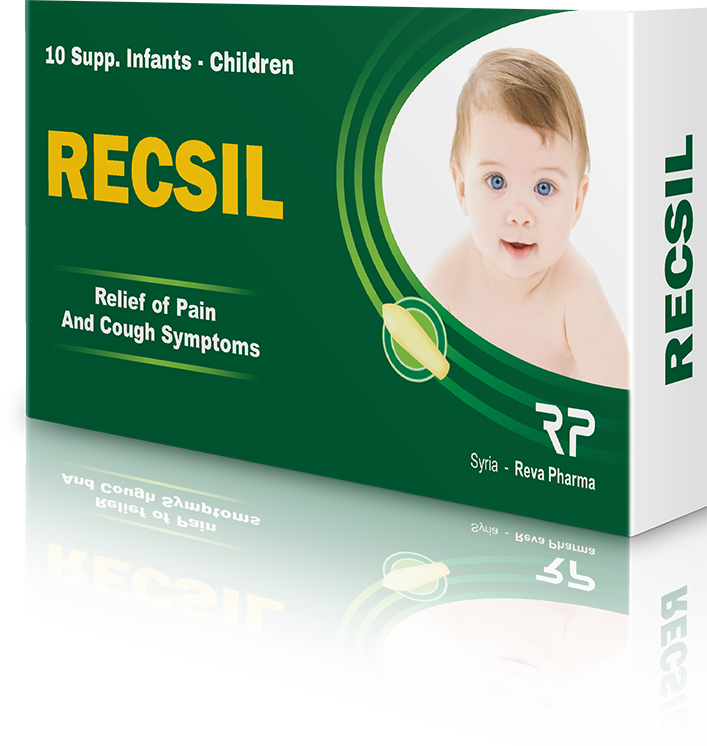 10 Supp. Infants - Children
RECSIL
Relief of Pain
And Cough Symptoms
RP
Syria - Reva Pharma
RECSIL